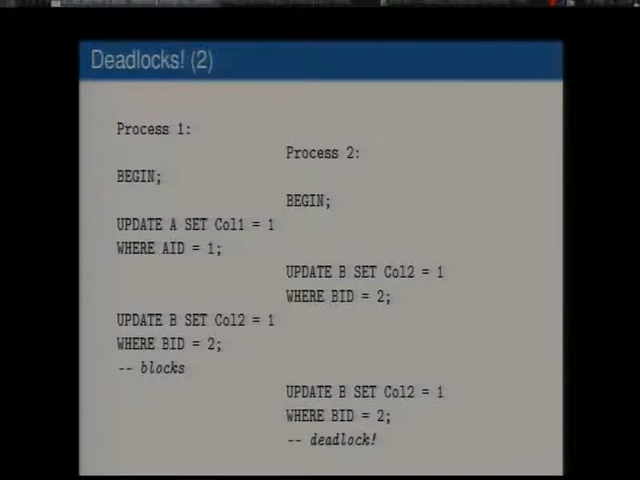 Deadlocks! (2)
Process 1:
Process 2:
BEGIN;
BEGIN;
UPDATE A SET Col1 = 1
WHERE AID = 1;
UPDATE B SET Col2 = 1
WHERE BID = 2;
UPDATE B SET Col2 = 1
WHERE BID = 2;
-- blocks
UPDATE B SET Col2 = 1
WHERE BID = 2;
-- deadlock!